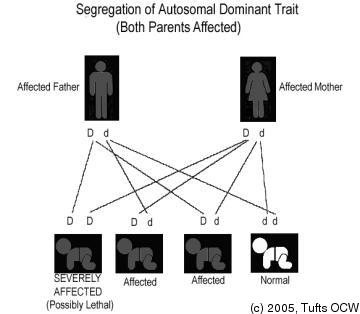 Segregation of Autosomal Dominant Trait
(Both Parents Affected)
Affected Father
Affected Mother
D d D d
D D D d D d d d
SEVERELY
AFFECTED
(Possibly Lethal)
Affected
Affected
Normal
(c) 2005, Tufts OCW